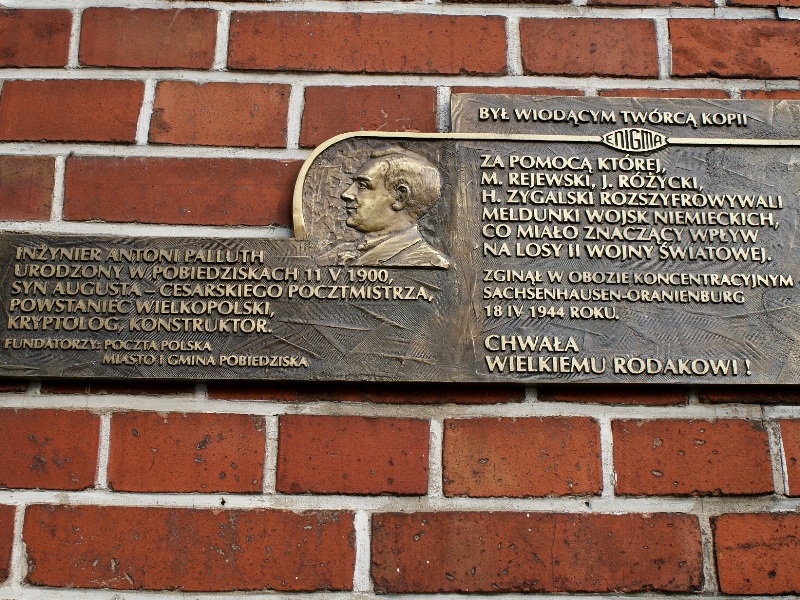 INŻYNIER ANTONI PALLUTH
URODZONY W POBIEDZISKACH 11 V 1900,
SYN AUGUSTA – CESARSKIEGO POCZTMISTRZA,
POWSTANIEC WIELKOPOLSKI,
KRYPTOLOG, KONSTRUKTOR.
FUNDATORZY: POCZTA POLSKA
MIASTO I GMINA POBIEDZISKA
BYŁ WIODĄCYM TWÓRCĄ KOPII
ENIGMA
ZA POMOCĄ KTÓREJ,
M. REJEWSKI, J. RÓŻYCKI,
H. ZYGALSKI ROZSZYFROWYWALI
MELDUNKI WOJSK NIEMIECKICH,
CO MIAŁO ZNACZĄCY WPŁYW
NA LOSY II WOJNY ŚWIATOWEJ.
ZGINĄŁ W OBOZIE KONCENTRACYJNYM
SACHSENHAUSEN-ORANIENBURG
18 IV 1944 ROKU.
CHWAŁA
WIELKIEMU RODAKOWI !